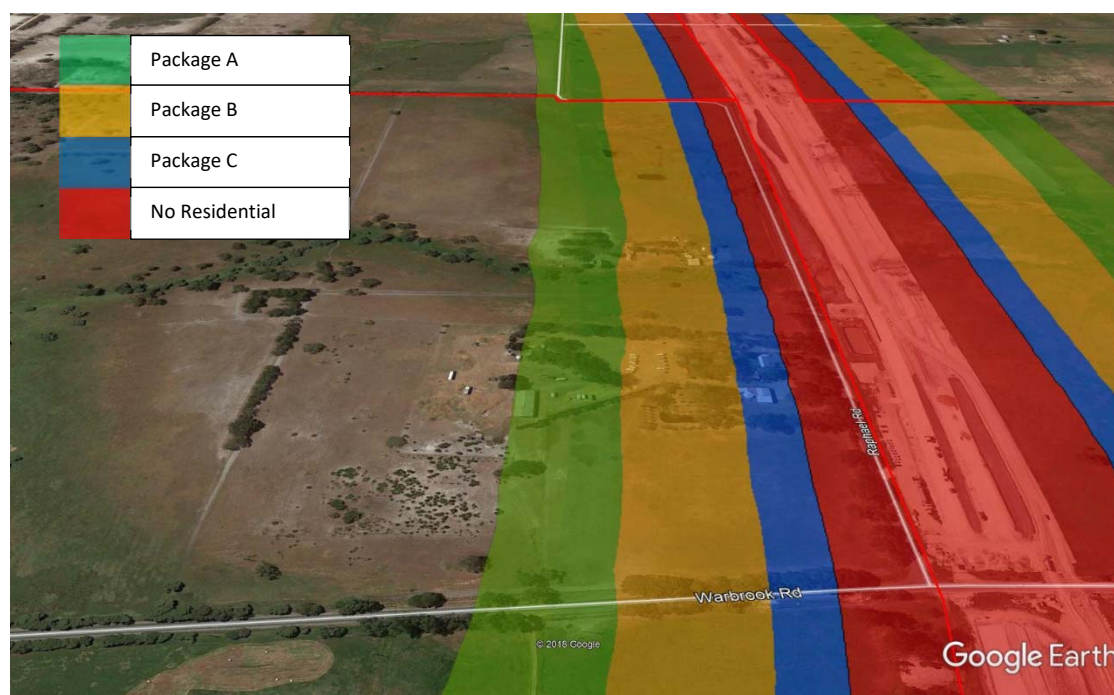 Package A
Package B
Package C
No Residential
Raphael Rd
Warbrook Rd
© 2018 Google
Google Earth